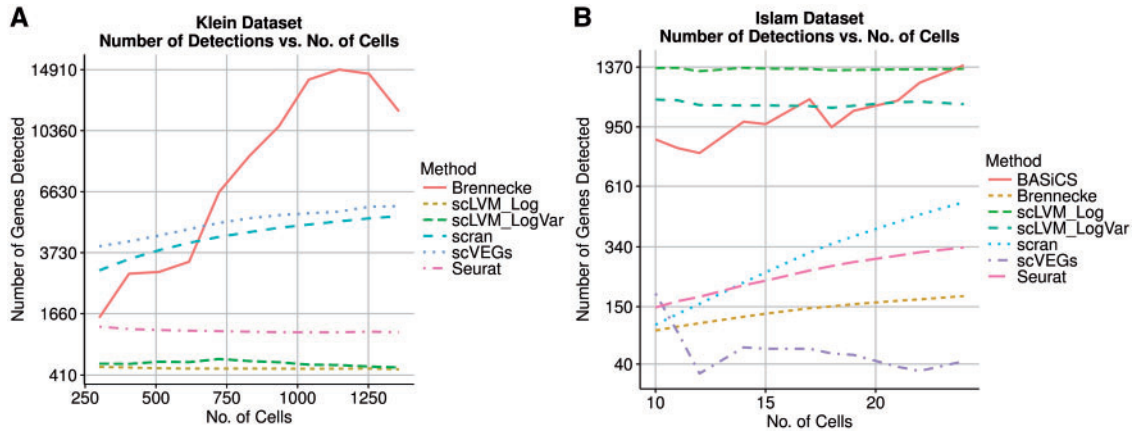 A
Klein Dataset
Number of Detections vs. No. of Cells
Number of Genes Detected
14910
10360
6630
3730
1660
410
250
500
750
1000
1250
No. of Cells
Method
Brennecke
scLVM_Log
scLVM_LogVar
scran
scVEGs
Seurat
B
Islam Dataset
Number of Detections vs. No. of Cells
Number of Genes Detected
1370
950
610
340
150
40
10
15
20
No. of Cells
Method
BASiCS
Brennecke
scLVM_Log
scLVM_LogVar
scran
scVEGs
Seurat